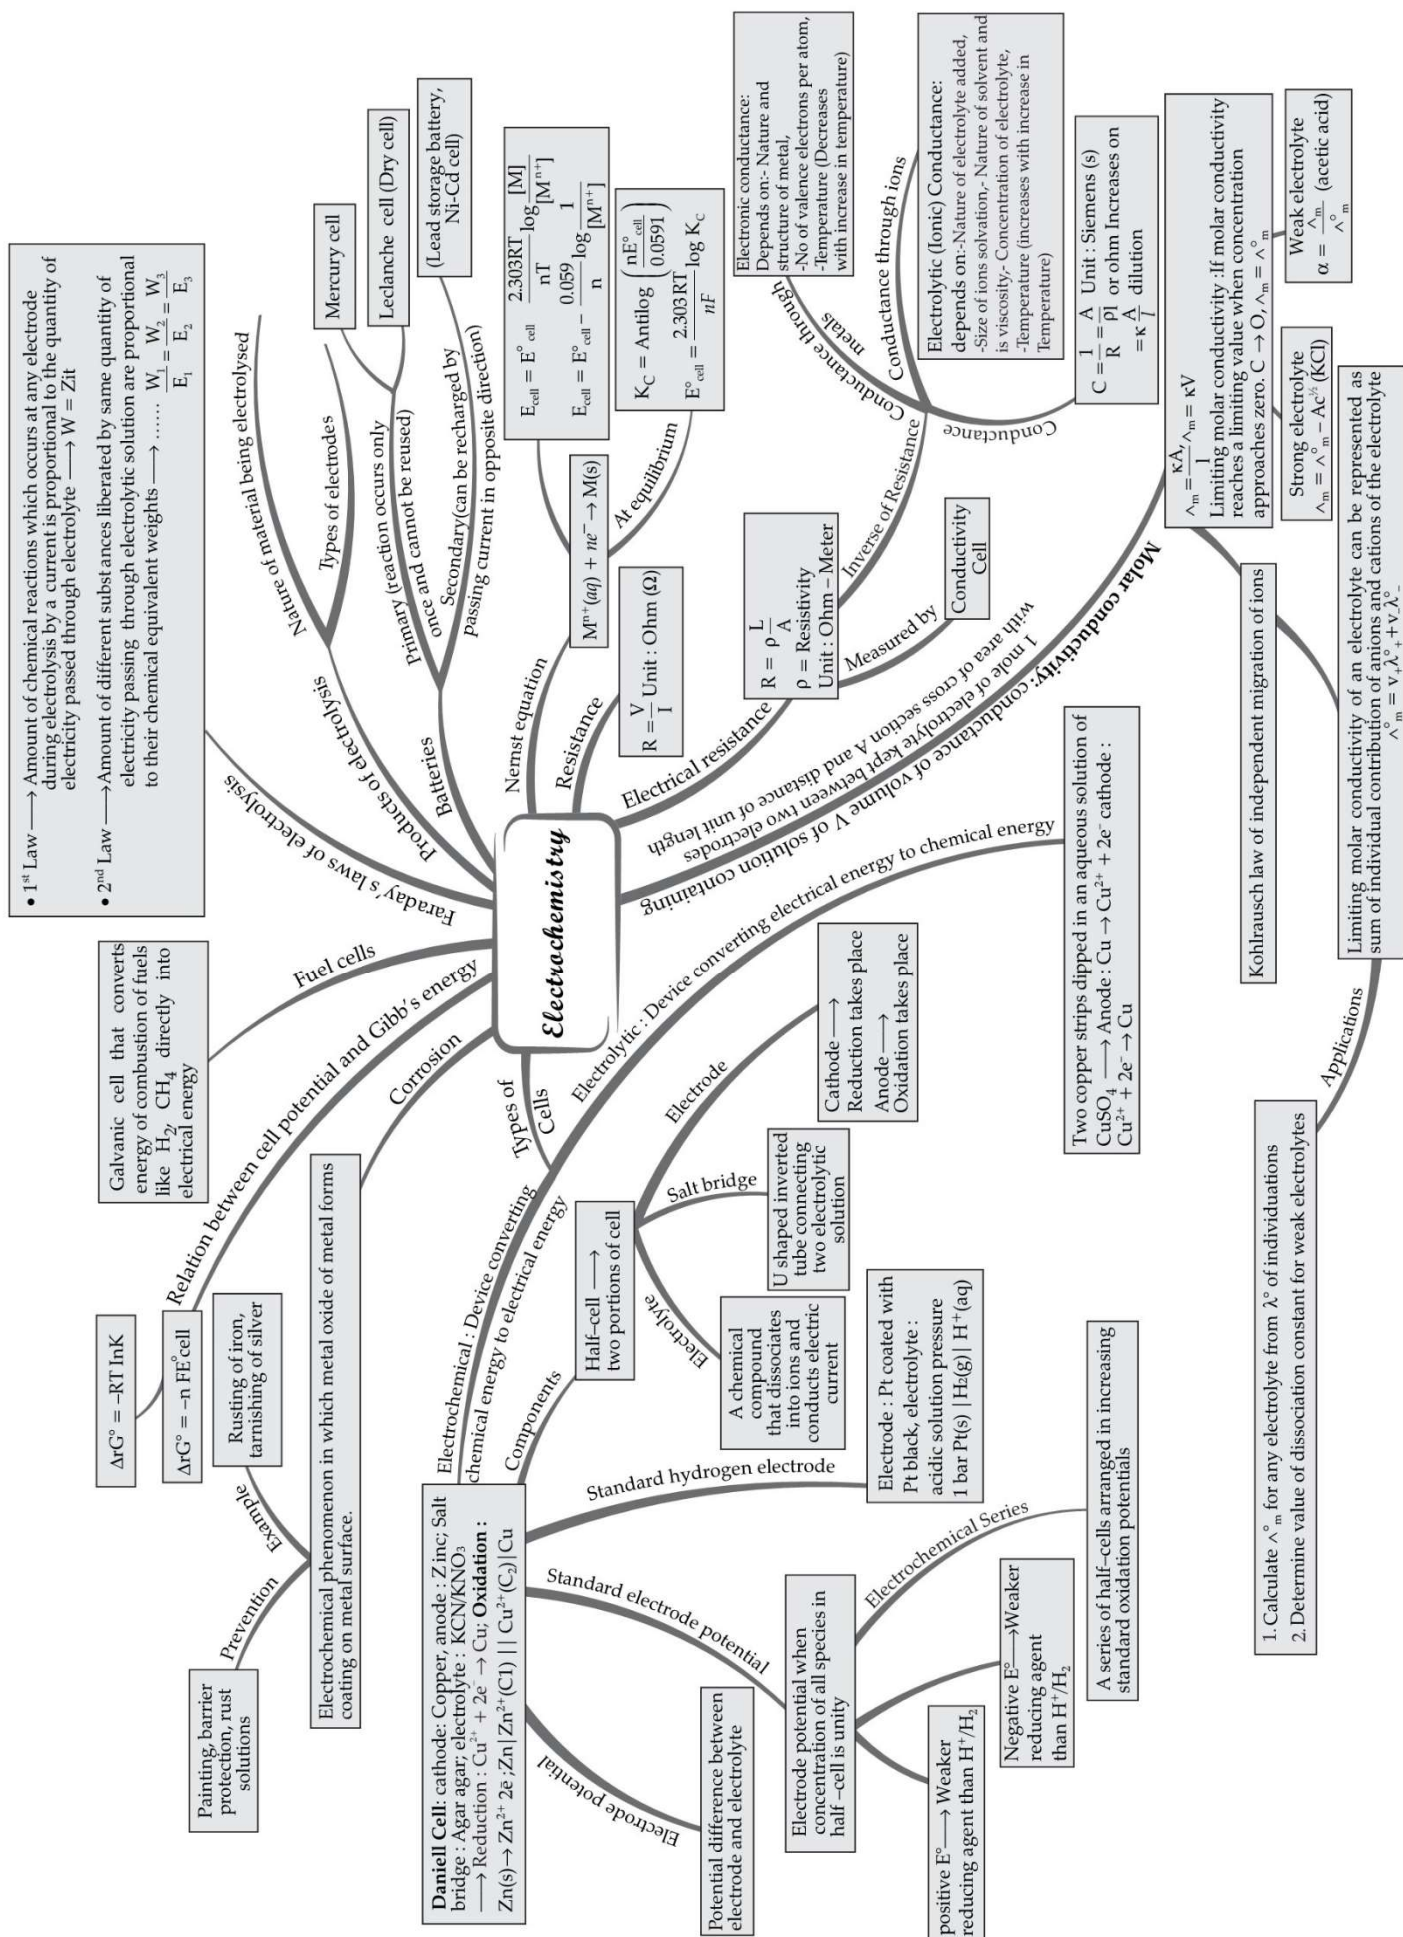 Electrochemistry
Faraday's laws of electrolysis
• 1st Law ⟶ Amount of chemical reactions which occurs at any electrode
during electrolysis by a current is proportional to the quantity of
electricity passed through electrolyte ⟶ W = Zit
• 2nd Law ⟶Amount of different substances liberated by same quantity of
electricity passing through electrolytic solution are proportional
to their chemical equivalent weights ⟶ ..... W₁/E₁ = W₂/E₂ = W₃/E₃
Products of electrolysis
Nature of material being electrolysed
Types of electrodes
Batteries
Primary (reaction occurs only
once and cannot be reused)
Mercury cell
Leclanche cell (Dry cell)
Secondary(can be recharged by
passing current in opposite direction)
(Lead storage battery,
Ni-Cd cell)
Nernst equation
Mⁿ⁺(aq) + ne⁻ → M(s)
E cell = E° cell 2.303RT/nT log [M]/[Mⁿ⁺]
E cell = E° cell − 0.059/n log 1/[Mⁿ⁺]
At equilibrium
K_C = Antilog (nE° cell/0.0591)
E° cell = 2.303 RT/nF log K_C
Resistance
R = V/I Unit : Ohm (Ω)
Electrical resistance
R = ρ L/A
ρ = Resistivity
Unit : Ohm – Meter
Measured by
Conductivity
Cell
Inverse of Resistance
Conductance through
metals
Electronic conductance:
Depends on:- Nature and
structure of metal,
-No of valence electrons per atom,
-Temperature (Decreases
with increase in temperature)
Conductance through ions
Electrolytic (Ionic) Conductance:
depends on:-Nature of electrolyte added,
-Size of ions solvation,- Nature of solvent and
is viscosity,- Concentration of electrolyte,
-Temperature (increases with increase in
Temperature)
Conductance
C = 1/R = A/ρl Unit : Siemens (s)
or ohm Increases on
= κ A/l dilution
Molar conductivity: conductance of volume V of solution containing
1 mole of electrolyte kept between two electrodes
with area of cross section A and distance of unit length
^m = κA/l, ^m = κV
Limiting molar conductivity :If molar conductivity
reaches a limiting value when concentration
approaches zero. C → O, ^m = ^°m
Strong electrolyte
^m = ^°m − Ac^½ (KCl)
Weak electrolyte
α = ^m/^°m (acetic acid)
Kohlrausch law of independent migration of ions
Limiting molar conductivity of an electrolyte can be represented as
sum of individual contribution of anions and cations of the electrolyte
^°m = ν₊λ°₊ + ν₋λ°₋
Applications
1. Calculate ^°m for any electrolyte from λ° of individuations
2. Determine value of dissociation constant for weak electrolytes
Fuel cells
Galvanic cell that converts
energy of combustion of fuels
like H₂, CH₄ directly into
electrical energy
Relation between cell potential and Gibb's energy
ΔrG° = –n FE°cell
ΔrG° = –RT InK
Corrosion
Electrochemical phenomenon in which metal oxide of metal forms
coating on metal surface.
Example
Rusting of iron,
tarnishing of silver
Prevention
Painting, barrier
protection, rust
solutions
Types of
Cells
Electrolytic : Device converting electrical energy to chemical energy
Two copper strips dipped in an aqueous solution of
CuSO₄ ⟶ Anode : Cu → Cu²⁺ + 2e⁻ cathode :
Cu²⁺ + 2e⁻ → Cu
Electrochemical : Device converting
chemical energy to electrical energy
Daniell Cell: cathode: Copper, anode : Zinc; Salt
bridge : Agar agar; electrolyte : KCN/KNO₃
⟶ Reduction : Cu²⁺ + 2e⁻ → Cu; Oxidation :
Zn(s)→ Zn²⁺ 2e̅ ;Zn|Zn²⁺(C1) || Cu²⁺(C₂)|Cu
Components
Half–cell ⟶
two portions of cell
Electrode
Cathode⟶
Reduction takes place
Anode⟶
Oxidation takes place
Salt bridge
U shaped inverted
tube connecting
two electrolytic
solution
Electrolyte
A chemical
compound
that dissociates
into ions and
conducts electric
current
Standard hydrogen electrode
Electrode : Pt coated with
Pt black, electrolyte :
acidic solution pressure
1 bar Pt(s) |H₂(g)| H⁺(aq)
Standard electrode potential
Electrode potential when
concentration of all species in
half –cell is unity
Electrochemical Series
A series of half–cells arranged in increasing
standard oxidation potentials
Negative E°⟶Weaker
reducing agent
than H⁺/H₂
positive E°⟶ Weaker
reducing agent than H⁺/H₂
Electrode potential
Potential difference between
electrode and electrolyte